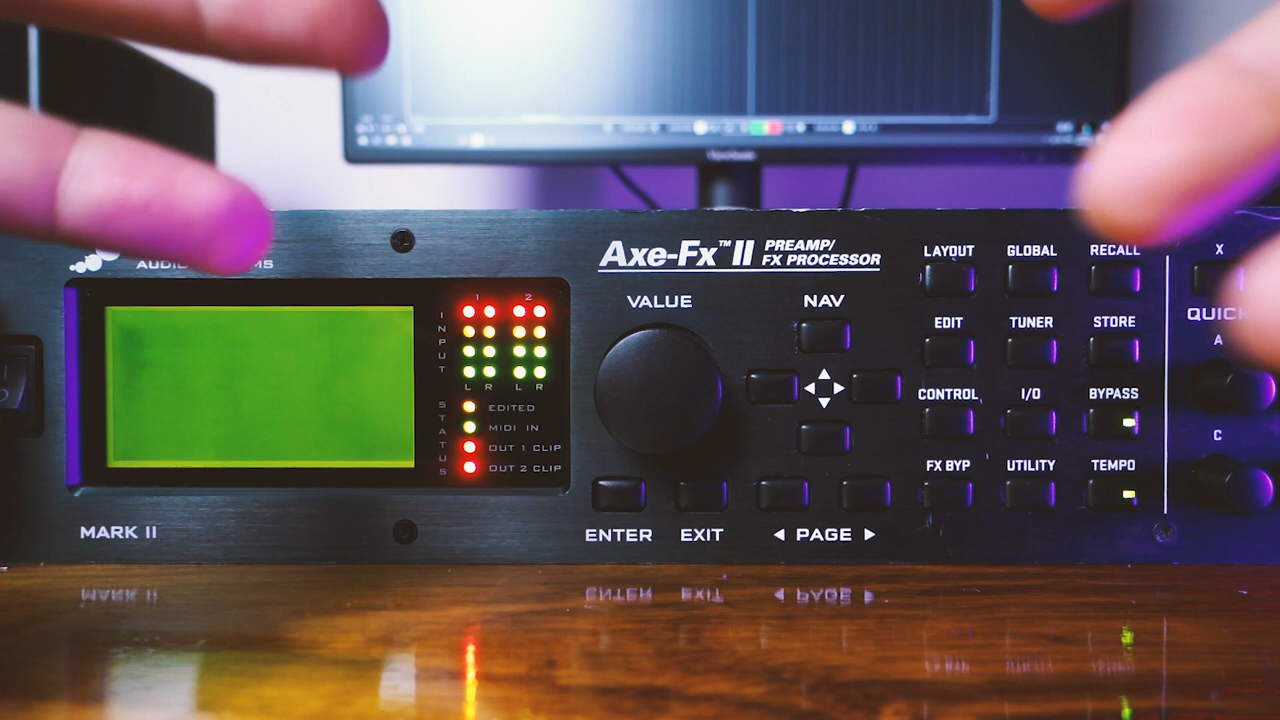 AUDIO
Axe-Fx™ II PREAMP/
FX PROCESSOR
1 2
INPUT
L R L R
STATUS
EDITED
MIDI IN
OUT 1 CLIP
OUT 2 CLIP
MARK II
VALUE
NAV
ENTER EXIT ◀ PAGE ▶
LAYOUT GLOBAL RECALL
EDIT TUNER STORE
CONTROL I/O BYPASS
FX BYP UTILITY TEMPO
X
A
C
ViewSonic